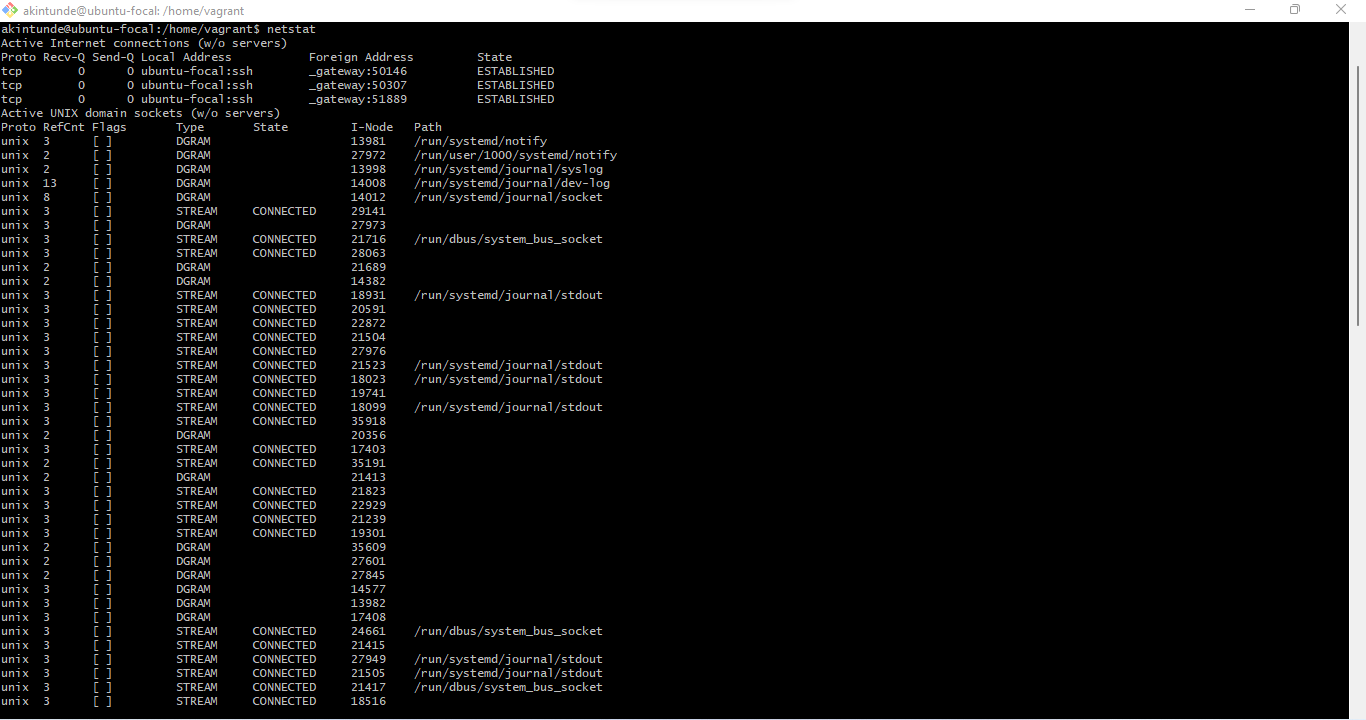 akintunde@ubuntu-focal: /home/vagrant
akintunde@ubuntu-focal:/home/vagrant$ netstat
Active Internet connections (w/o servers)
Proto Recv-Q Send-Q Local Address           Foreign Address         State
tcp        0      0 ubuntu-focal:ssh        _gateway:50146          ESTABLISHED
tcp        0      0 ubuntu-focal:ssh        _gateway:50307          ESTABLISHED
tcp        0      0 ubuntu-focal:ssh        _gateway:51889          ESTABLISHED
Active UNIX domain sockets (w/o servers)
Proto RefCnt Flags       Type       State         I-Node   Path
unix  3      [ ]         DGRAM                    13981    /run/systemd/notify
unix  2      [ ]         DGRAM                    27972    /run/user/1000/systemd/notify
unix  2      [ ]         DGRAM                    13998    /run/systemd/journal/syslog
unix  13     [ ]         DGRAM                    14008    /run/systemd/journal/dev-log
unix  8      [ ]         DGRAM                    14012    /run/systemd/journal/socket
unix  3      [ ]         STREAM     CONNECTED     29141
unix  3      [ ]         DGRAM                    27973
unix  3      [ ]         STREAM     CONNECTED     21716    /run/dbus/system_bus_socket
unix  3      [ ]         STREAM     CONNECTED     28063
unix  2      [ ]         DGRAM                    21689
unix  2      [ ]         DGRAM                    14382
unix  3      [ ]         STREAM     CONNECTED     18931    /run/systemd/journal/stdout
unix  3      [ ]         STREAM     CONNECTED     20591
unix  3      [ ]         STREAM     CONNECTED     22872
unix  3      [ ]         STREAM     CONNECTED     21504
unix  3      [ ]         STREAM     CONNECTED     27976
unix  3      [ ]         STREAM     CONNECTED     21523    /run/systemd/journal/stdout
unix  3      [ ]         STREAM     CONNECTED     18023    /run/systemd/journal/stdout
unix  3      [ ]         STREAM     CONNECTED     19741
unix  3      [ ]         STREAM     CONNECTED     18099    /run/systemd/journal/stdout
unix  3      [ ]         STREAM     CONNECTED     35918
unix  2      [ ]         DGRAM                    20356
unix  3      [ ]         STREAM     CONNECTED     17403
unix  2      [ ]         STREAM     CONNECTED     35191
unix  2      [ ]         DGRAM                    21413
unix  3      [ ]         STREAM     CONNECTED     21823
unix  3      [ ]         STREAM     CONNECTED     22929
unix  3      [ ]         STREAM     CONNECTED     21239
unix  3      [ ]         STREAM     CONNECTED     19301
unix  2      [ ]         DGRAM                    35609
unix  2      [ ]         DGRAM                    27601
unix  2      [ ]         DGRAM                    27845
unix  3      [ ]         DGRAM                    14577
unix  3      [ ]         DGRAM                    13982
unix  3      [ ]         DGRAM                    17408
unix  3      [ ]         STREAM     CONNECTED     24661    /run/dbus/system_bus_socket
unix  3      [ ]         STREAM     CONNECTED     21415
unix  3      [ ]         STREAM     CONNECTED     27949    /run/systemd/journal/stdout
unix  3      [ ]         STREAM     CONNECTED     21505    /run/systemd/journal/stdout
unix  3      [ ]         STREAM     CONNECTED     21417    /run/dbus/system_bus_socket
unix  3      [ ]         STREAM     CONNECTED     18516